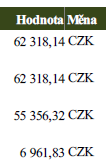 Hodnota Měna
62 318,14 CZK
62 318,14 CZK
55 356,32 CZK
6 961,83 CZK